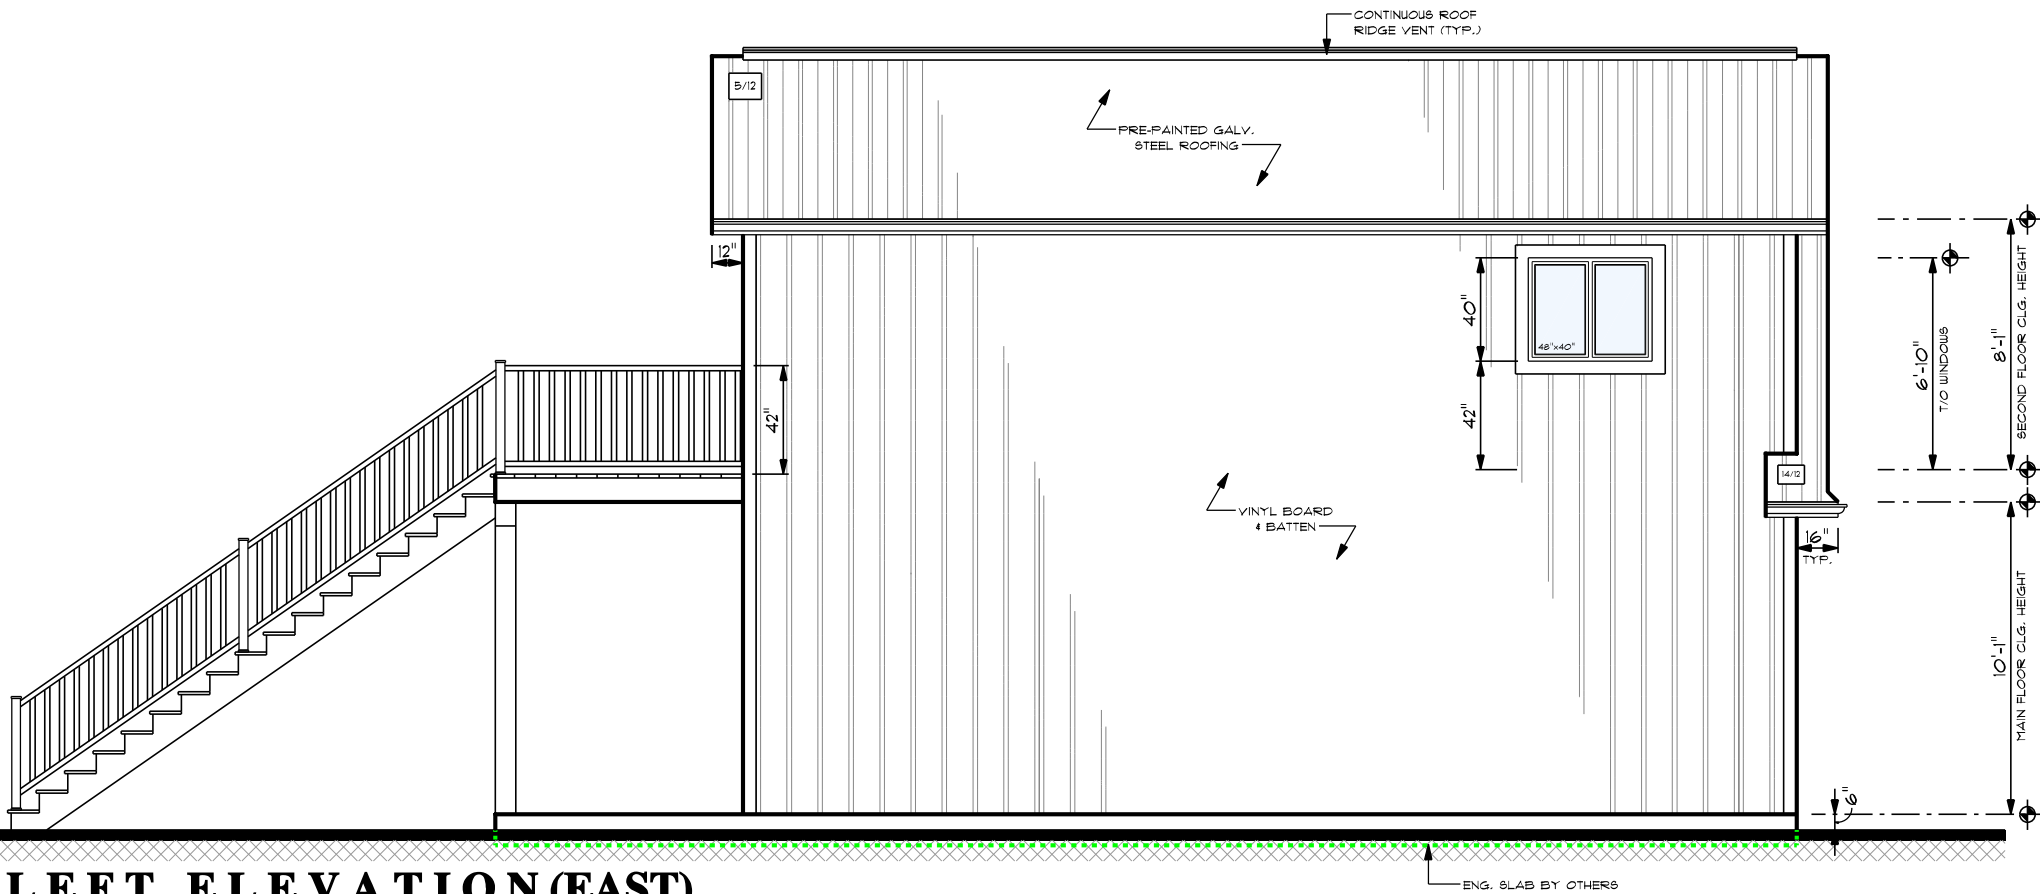 CONTINUOUS ROOF
RIDGE VENT (TYP.)
5/12
PRE-PAINTED GALV.
STEEL ROOFING
12"
40"
48"x40"
42"
42"
6'-10"
T/O WINDOWS
8'-1"
SECOND FLOOR CLG. HEIGHT
14/12
VINYL BOARD
& BATTEN
16"
TYP.
10'-1"
MAIN FLOOR CLG. HEIGHT
6"
ENG. SLAB BY OTHERS
LEFT ELEVATION (EAST)